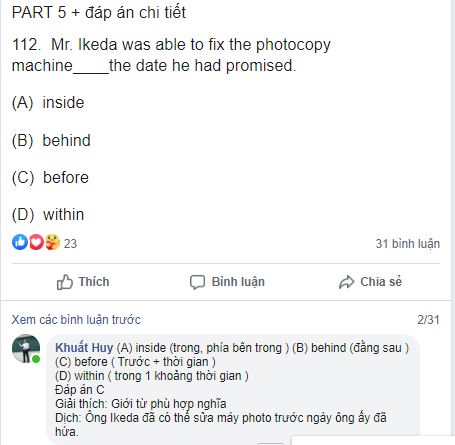 PART 5 + đáp án chi tiết
112. Mr. Ikeda was able to fix the photocopy
machine____the date he had promised.
(A) inside
(B) behind
(C) before
(D) within
23
31 bình luận
Thích
Bình luận
Chia sẻ
Xem các bình luận trước
2/31
Khuất Huy (A) inside (trong, phía bên trong ) (B) behind (đằng sau )
(C) before ( Trước + thời gian )
(D) within ( trong 1 khoảng thời gian )
Đáp án C
Giải thích: Giới từ phù hợp nghĩa
Dịch: Ông Ikeda đã có thể sửa máy photo trước ngày ông ấy đã
hứa.